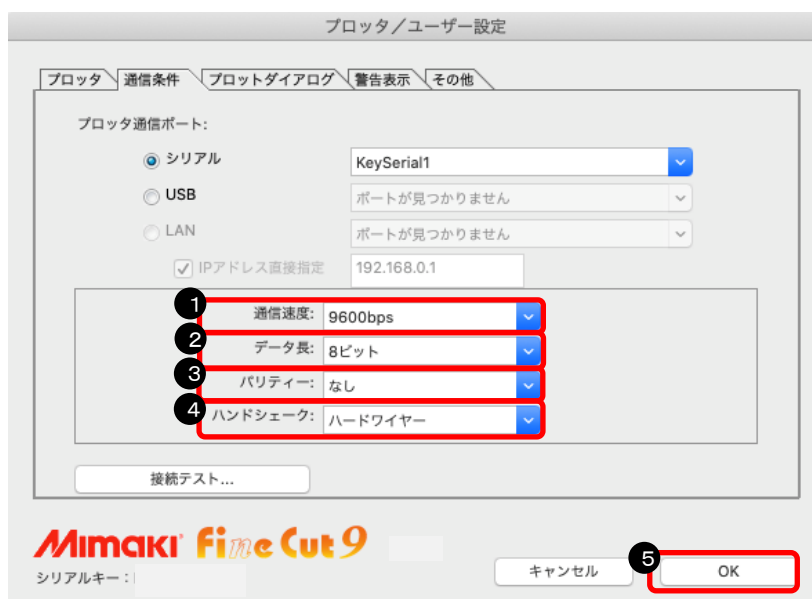 プロッタ／ユーザー設定
プロッタ 通信条件 プロットダイアログ 警告表示 その他
プロッタ通信ポート:
シリアル KeySerial1
USB ポートが見つかりません
LAN ポートが見つかりません
IPアドレス直接指定 192.168.0.1
1 通信速度: 9600bps
2 データ長: 8ビット
3 パリティー: なし
4 ハンドシェーク: ハードワイヤー
接続テスト...
Mimaki Fine Cut 9
シリアルキー :
キャンセル 5 OK